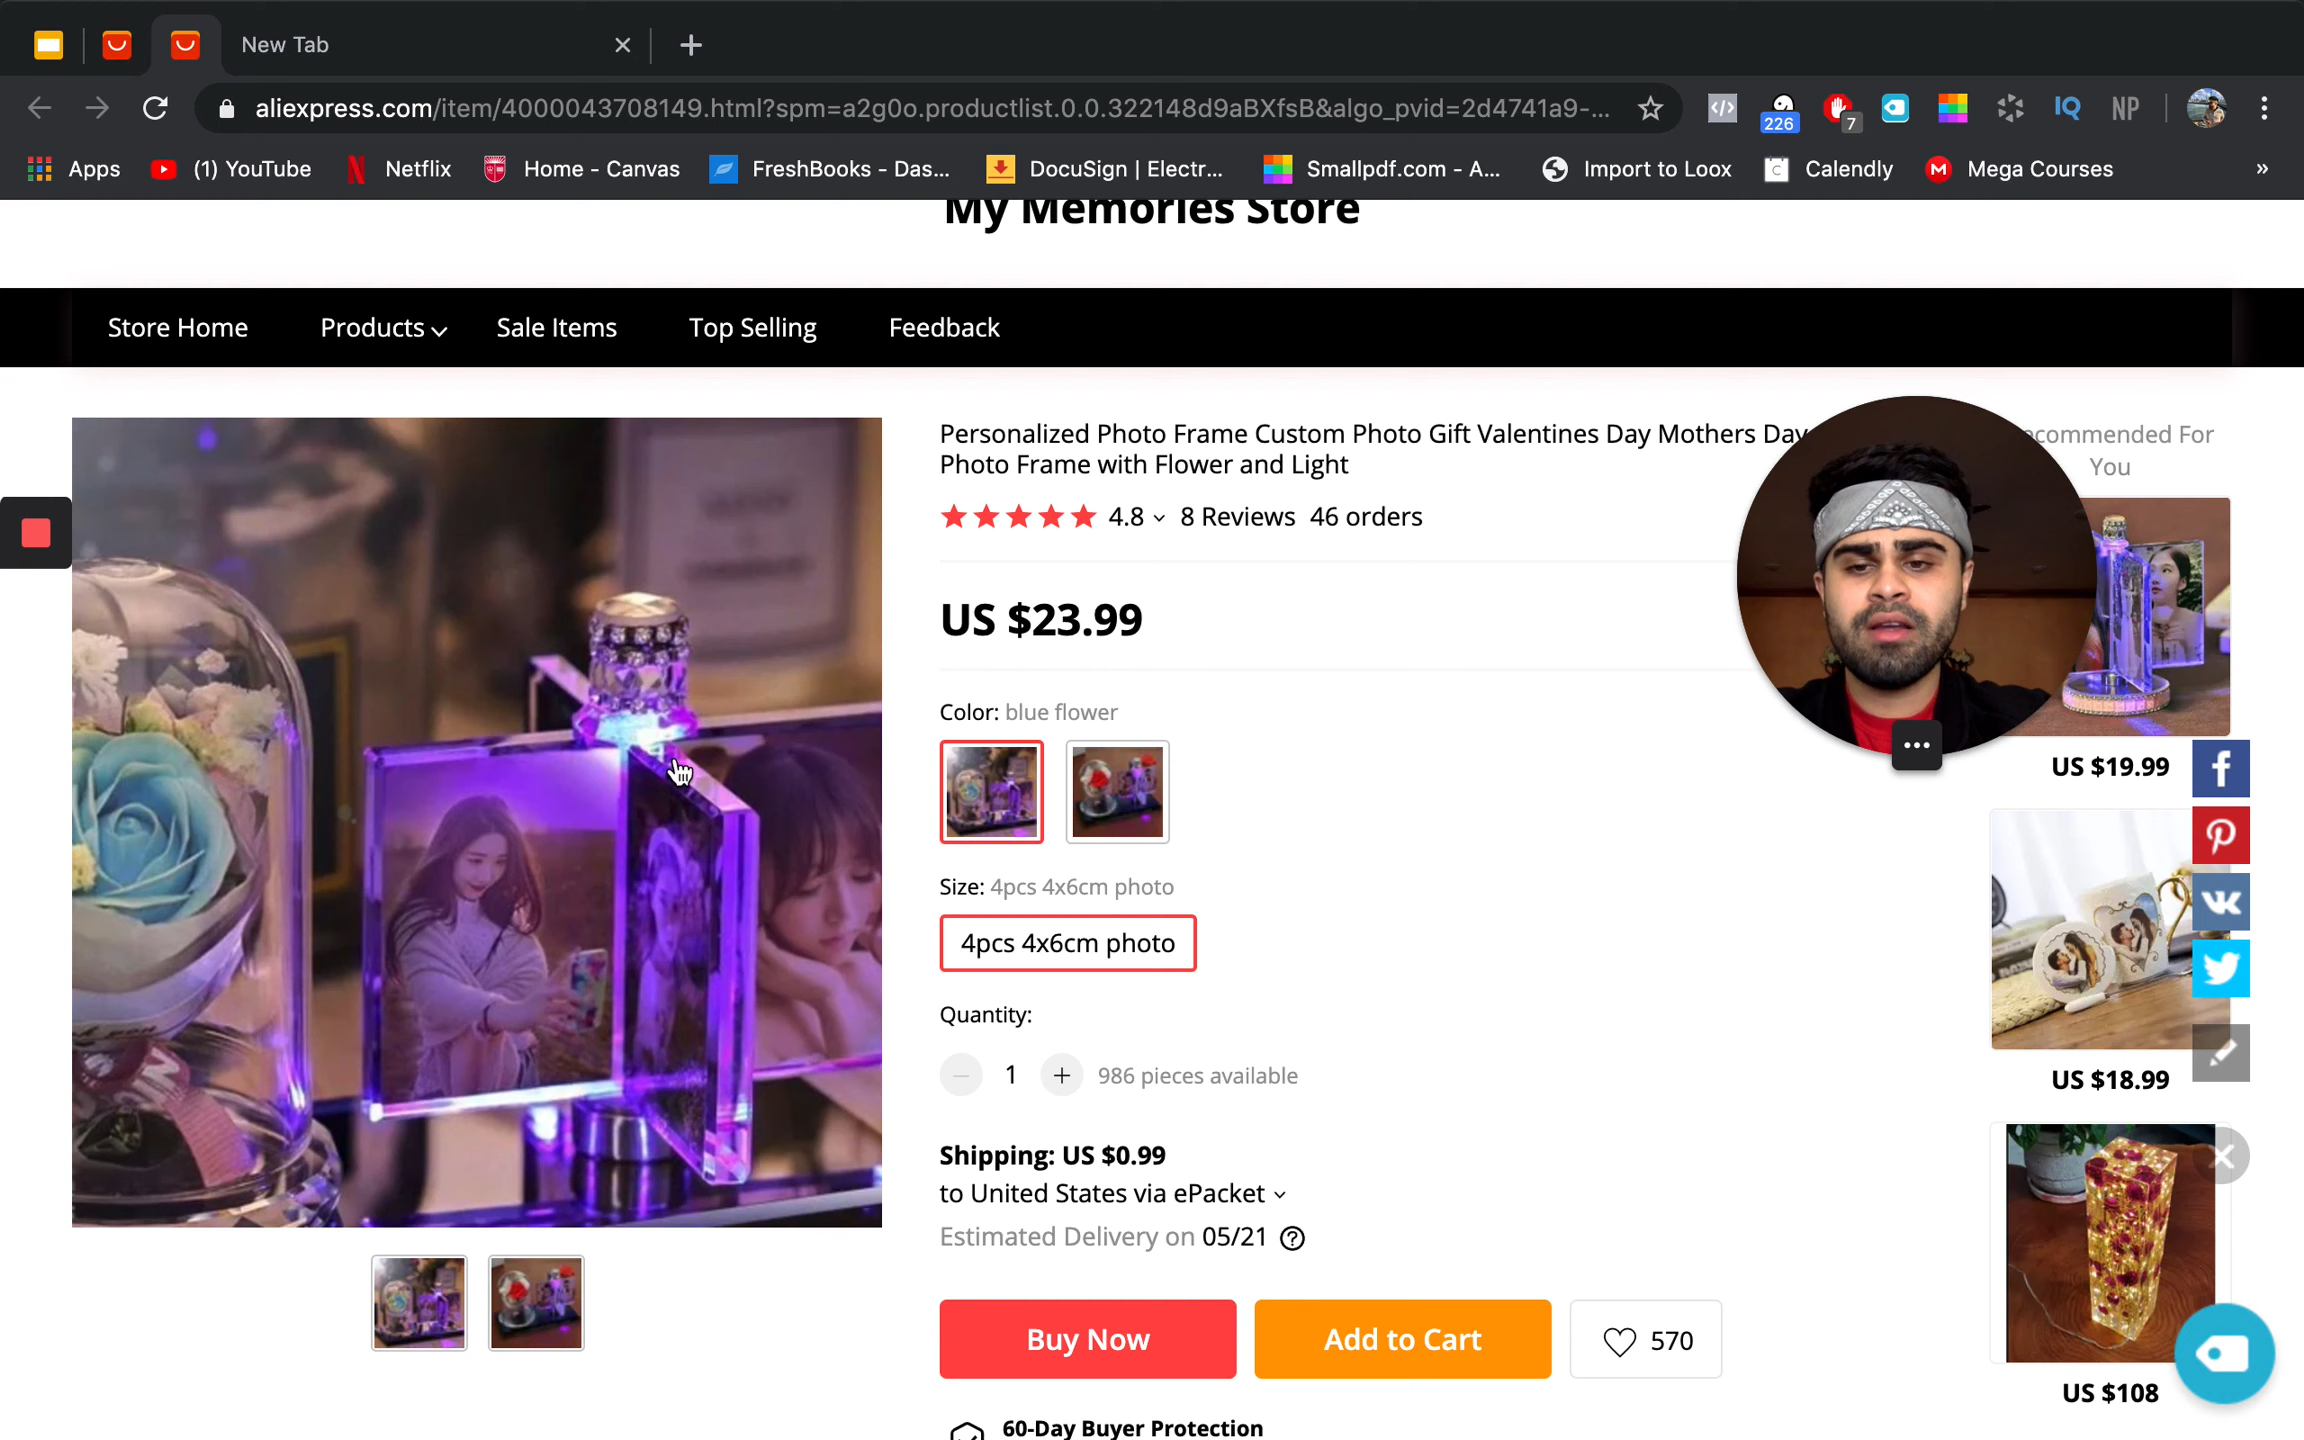 New Tab
aliexpress.com/item/4000043708149.html?spm=a2g0o.productlist.0.0.322148d9aBXfsB&algo_pvid=2d4741a9-...
226
7
IQ
NP
Apps
(1) YouTube
Netflix
Home - Canvas
FreshBooks - Das...
DocuSign | Electr...
Smallpdf.com - A...
Import to Loox
Calendly
Mega Courses
»
My Memories Store
Store Home
Products
Sale Items
Top Selling
Feedback
Personalized Photo Frame Custom Photo Gift Valentines Day Mothers Day
Photo Frame with Flower and Light
4.8
8 Reviews
46 orders
US $23.99
Color: blue flower
Size: 4pcs 4x6cm photo
4pcs 4x6cm photo
Quantity:
1
986 pieces available
Shipping: US $0.99
to United States via ePacket
Estimated Delivery on 05/21
Buy Now
Add to Cart
570
60-Day Buyer Protection
For
You
US $19.99
US $18.99
US $108